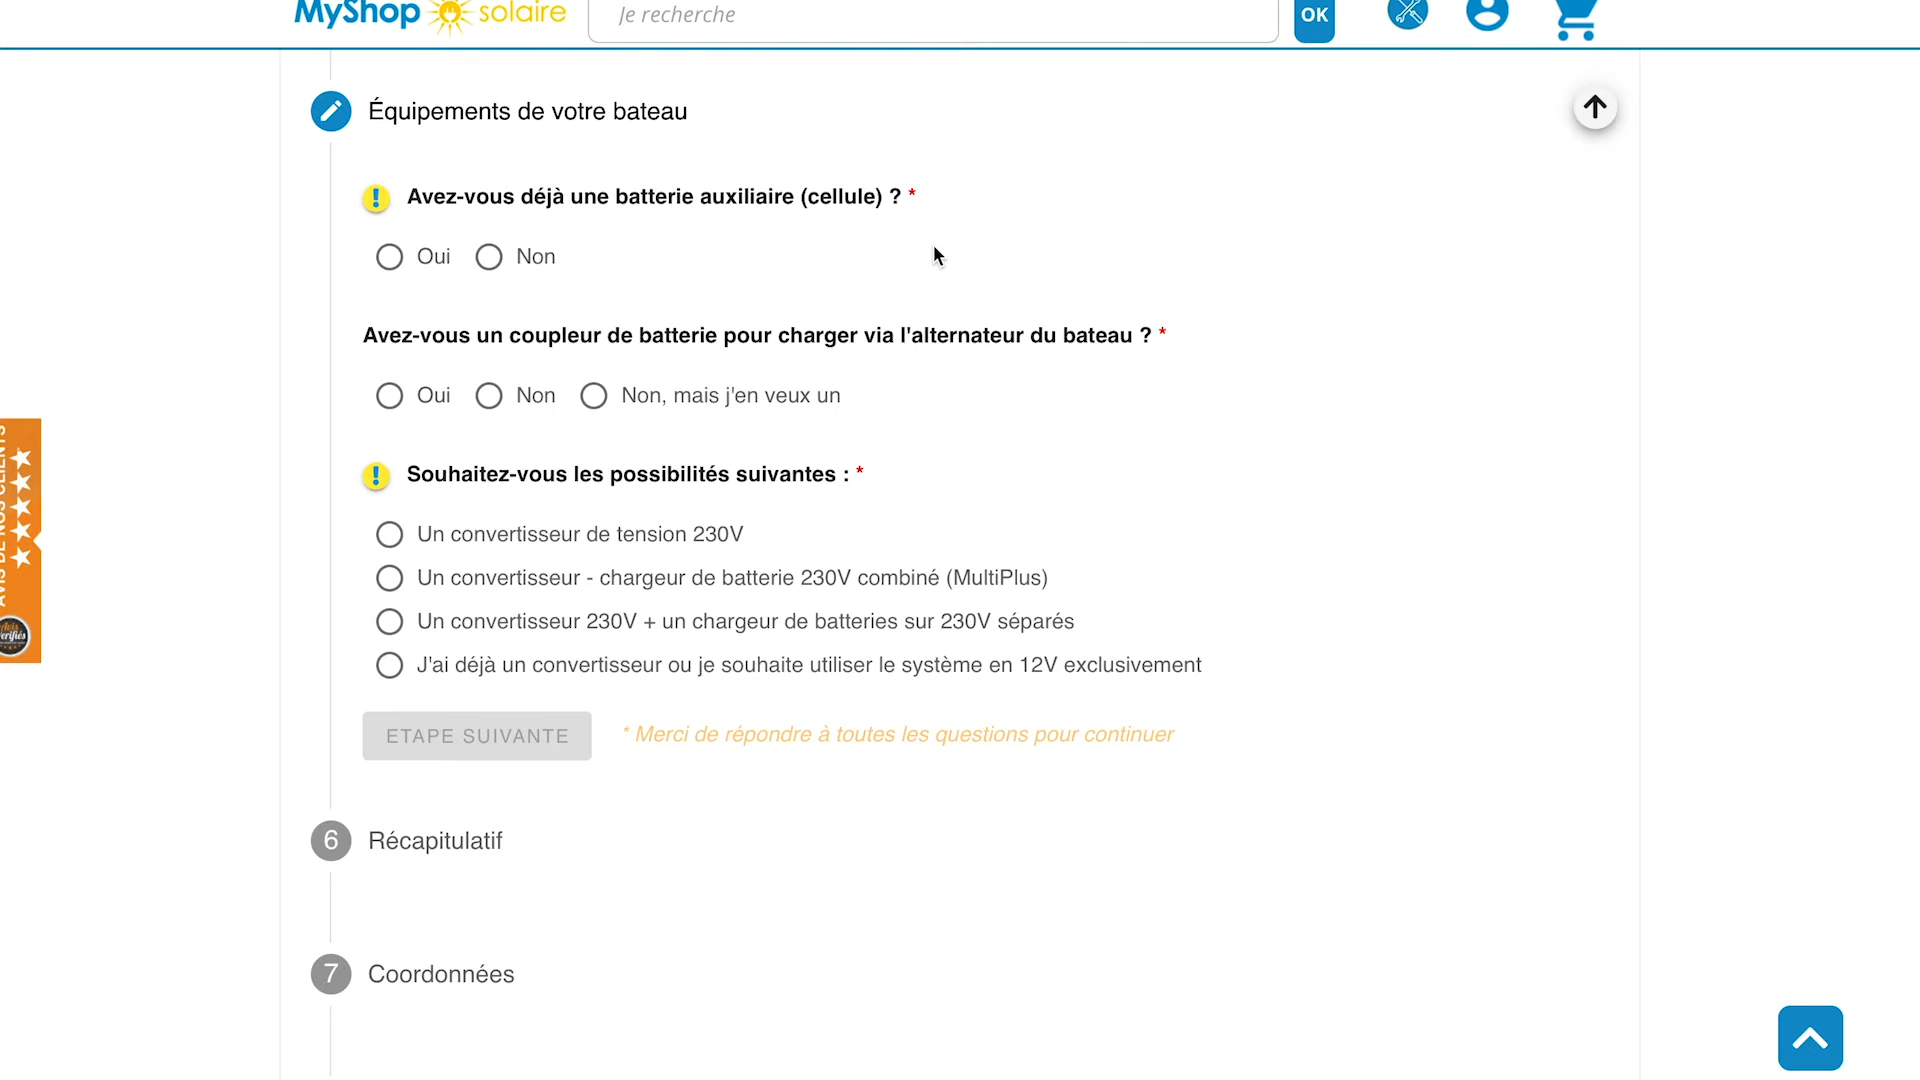 MyShop solaire
Je recherche
OK
Équipements de votre bateau
! Avez-vous déjà une batterie auxiliaire (cellule) ? *
Oui Non
Avez-vous un coupleur de batterie pour charger via l'alternateur du bateau ? *
Oui Non Non, mais j'en veux un
! Souhaitez-vous les possibilités suivantes : *
Un convertisseur de tension 230V
Un convertisseur - chargeur de batterie 230V combiné (MultiPlus)
Un convertisseur 230V + un chargeur de batteries sur 230V séparés
J'ai déjà un convertisseur ou je souhaite utiliser le système en 12V exclusivement
ETAPE SUIVANTE * Merci de répondre à toutes les questions pour continuer
6 Récapitulatif
7 Coordonnées
AVIS DE NOS CLIENTS